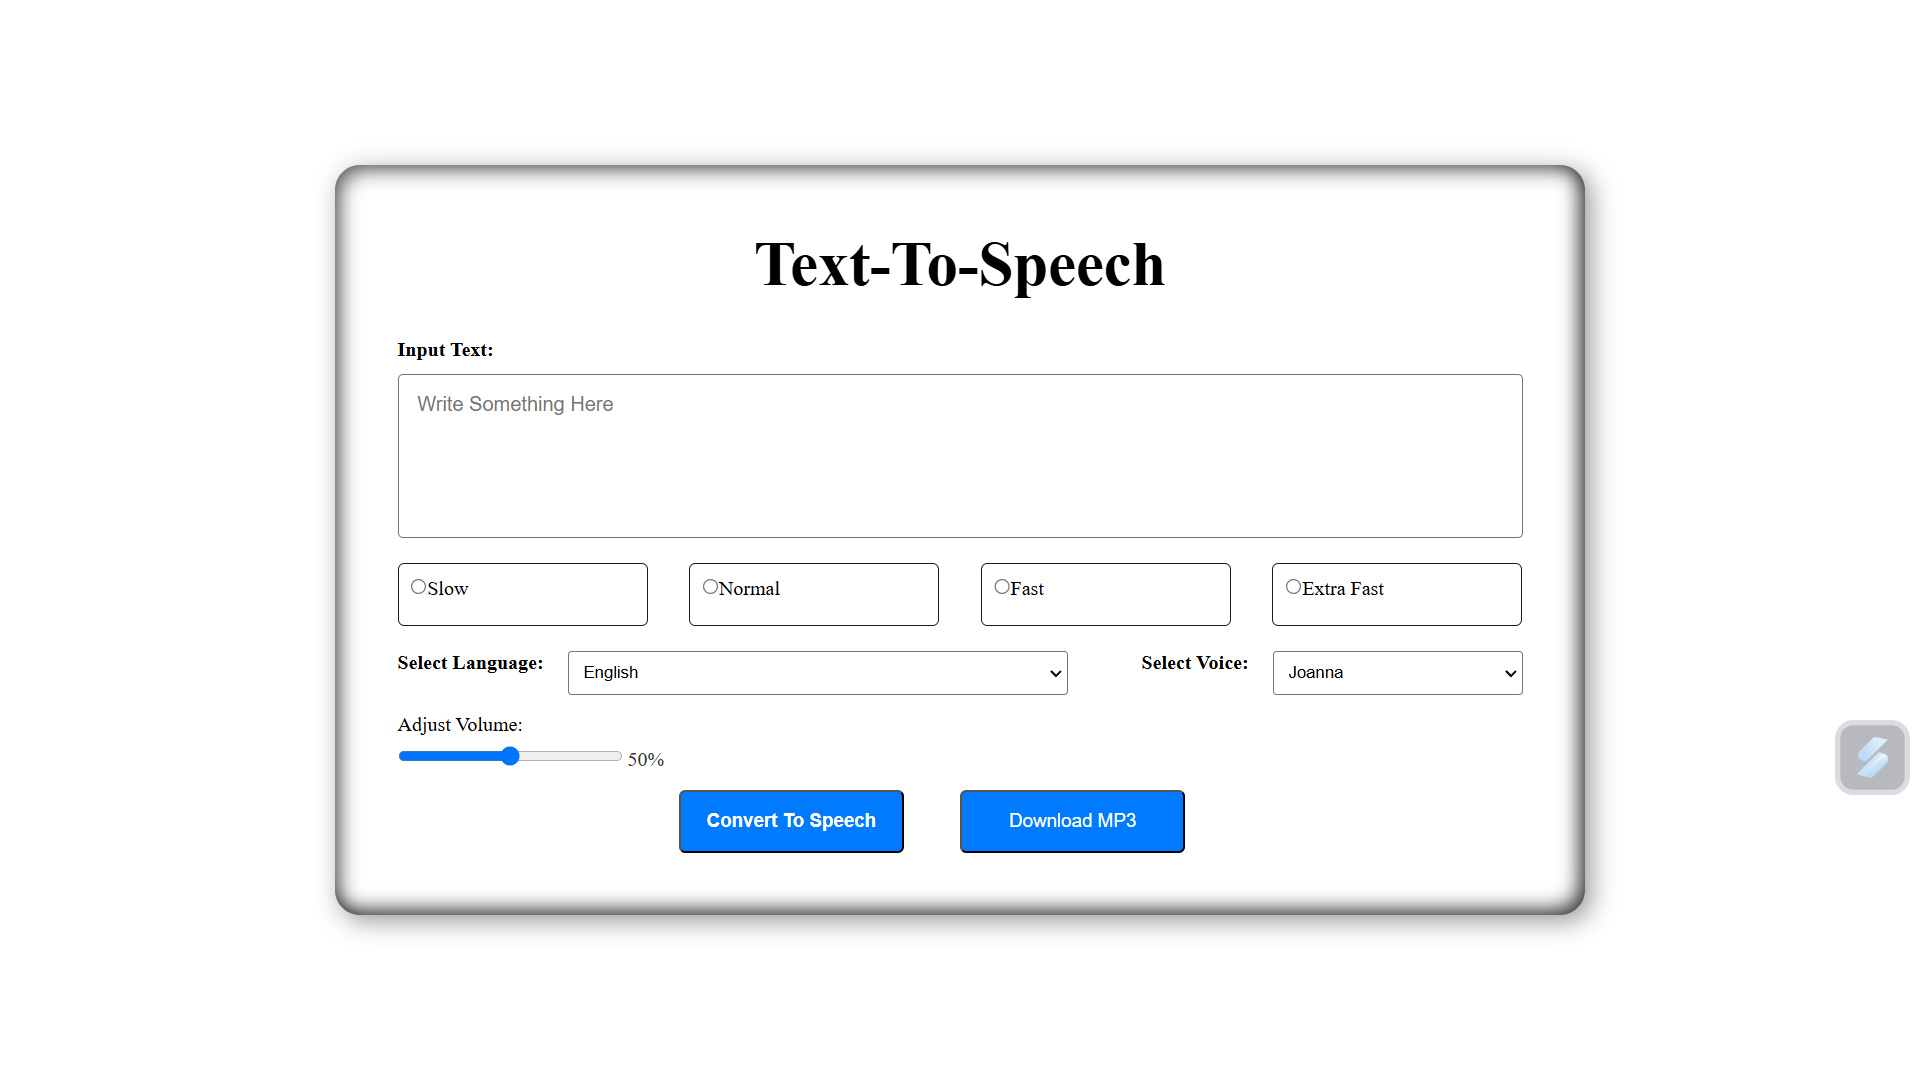 Text-To-Speech
Input Text:
Write Something Here
Slow Normal Fast Extra Fast
Select Language: English Select Voice: Joanna
Adjust Volume:
50%
Convert To Speech Download MP3